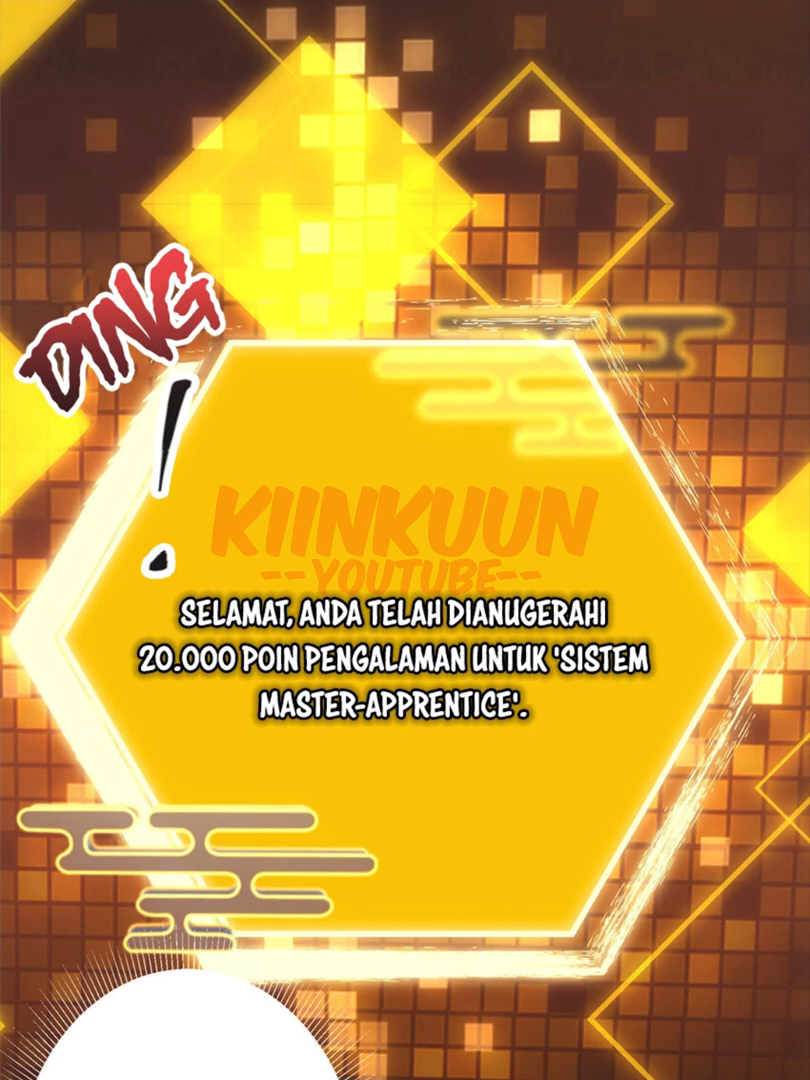 DING
!
KIINKUUN
--YOUTUBE--
SELAMAT, ANDA TELAH DIANUGERAHI
20.000 POIN PENGALAMAN UNTUK 'SISTEM
MASTER-APPRENTICE'.